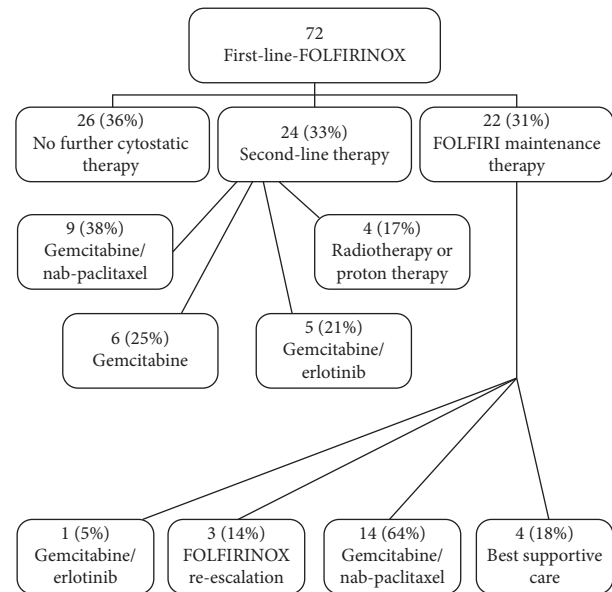 72
First-line-FOLFIRINOX
26 (36%)
No further cytostatic
therapy
24 (33%)
Second-line therapy
22 (31%)
FOLFIRI maintenance
therapy
9 (38%)
Gemcitabine/
nab-paclitaxel
4 (17%)
Radiotherapy or
proton therapy
6 (25%)
Gemcitabine
5 (21%)
Gemcitabine/
erlotinib
1 (5%)
Gemcitabine/
erlotinib
3 (14%)
FOLFIRINOX
re-escalation
14 (64%)
Gemcitabine/
nab-paclitaxel
4 (18%)
Best supportive
care